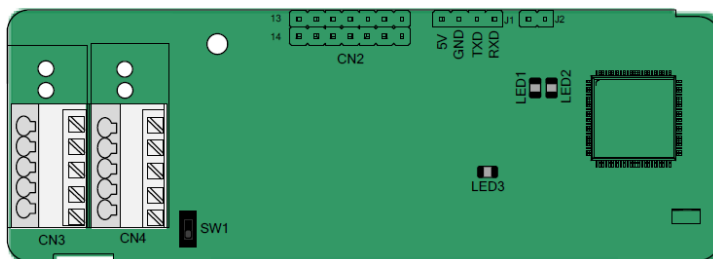 13
14
CN2
5V
GND
TXD
RXD
J1
J2
LED1
LED2
LED3
CN3
CN4
SW1